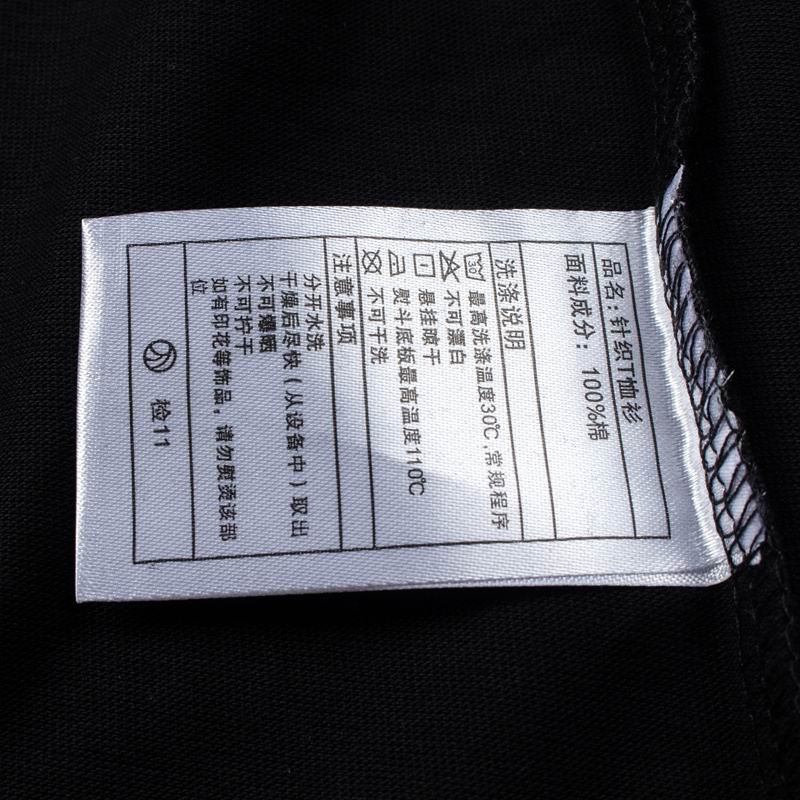 品名：针织T恤衫
面料成分： 100%棉
洗涤说明
30 最高洗涤温度30℃，常规程序
不可漂白
悬挂晾干
熨斗底板最高温度110℃
不可干洗
注意事项
分开水洗
干燥后尽快（从设备中）取出
不可曝晒
不可拧干
如有印花等饰品，请勿熨烫该部
位
检11